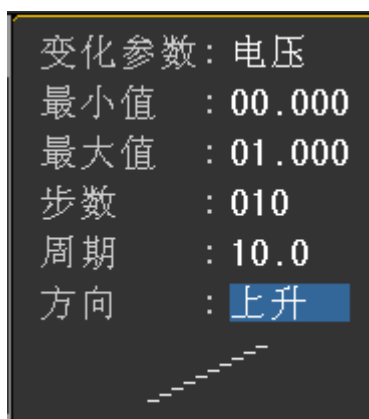 变化参数: 电压
最小值 : 00.000
最大值 : 01.000
步数 : 010
周期 : 10.0
方向 : 上升